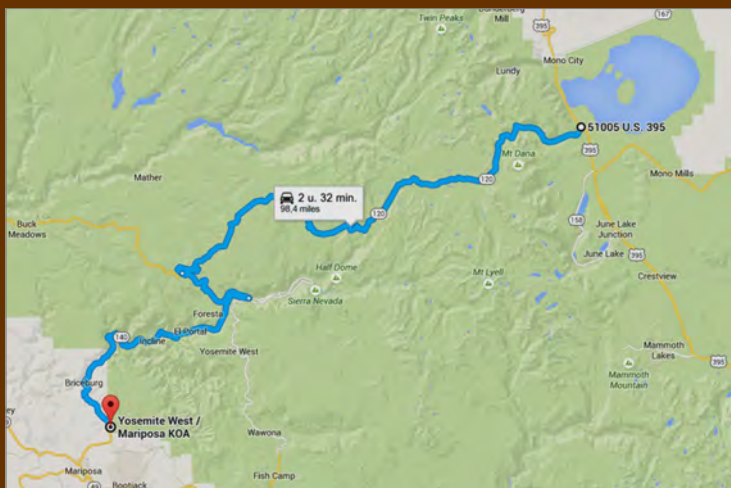 Twin Peaks
Mill
167
Mono City
Lundy
51005 U.S. 395
395
Mt Dana
Mather
2 u. 32 min.
98,4 miles
120
120
Mono Mills
Buck
Meadows
158
June Lake
Junction
395
June Lake
Half Dome
Mt Lyell
Crestview
Sierra Nevada
Foresta
El Portal
140
Incline
Yosemite West
Mammoth
Lakes
395
Mammoth
Mountain
Briceburg
Yosemite West /
Mariposa KOA
Wawona
Mariposa
Fish Camp
49
Bootjack